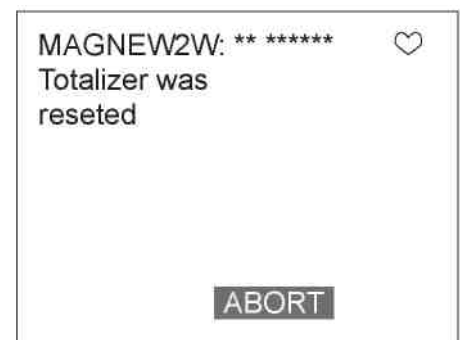 MAGNEW2W: ** ******
Totalizer was
reseted
ABORT